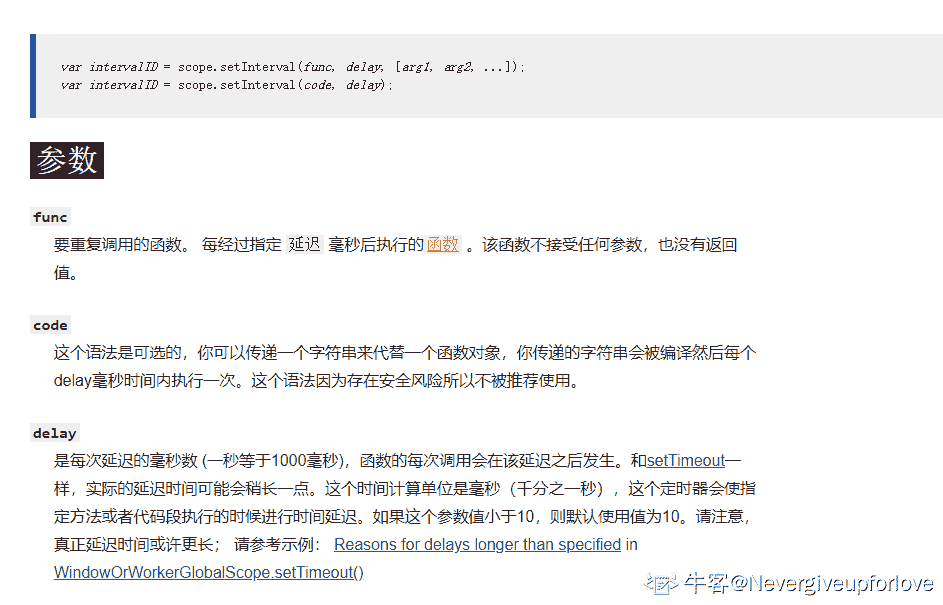 var intervalID = scope.setInterval(func, delay, [arg1, arg2, ...]);
var intervalID = scope.setInterval(code, delay);
参数
func
要重复调用的函数。 每经过指定 延迟 毫秒后执行的函数 。该函数不接受任何参数，也没有返回
值。
code
这个语法是可选的，你可以传递一个字符串来代替一个函数对象，你传递的字符串会被编译然后每个
delay毫秒时间内执行一次。这个语法因为存在安全风险所以不被推荐使用。
delay
是每次延迟的毫秒数 (一秒等于1000毫秒)，函数的每次调用会在该延迟之后发生。和setTimeout一
样，实际的延迟时间可能会稍长一点。这个时间计算单位是毫秒（千分之一秒），这个定时器会使指
定方法或者代码段执行的时候进行时间延迟。如果这个参数值小于10，则默认使用值为10。请注意，
真正延迟时间或许更长； 请参考示例： Reasons for delays longer than specified in
WindowOrWorkerGlobalScope.setTimeout()
牛客@Nevergiveupforlove